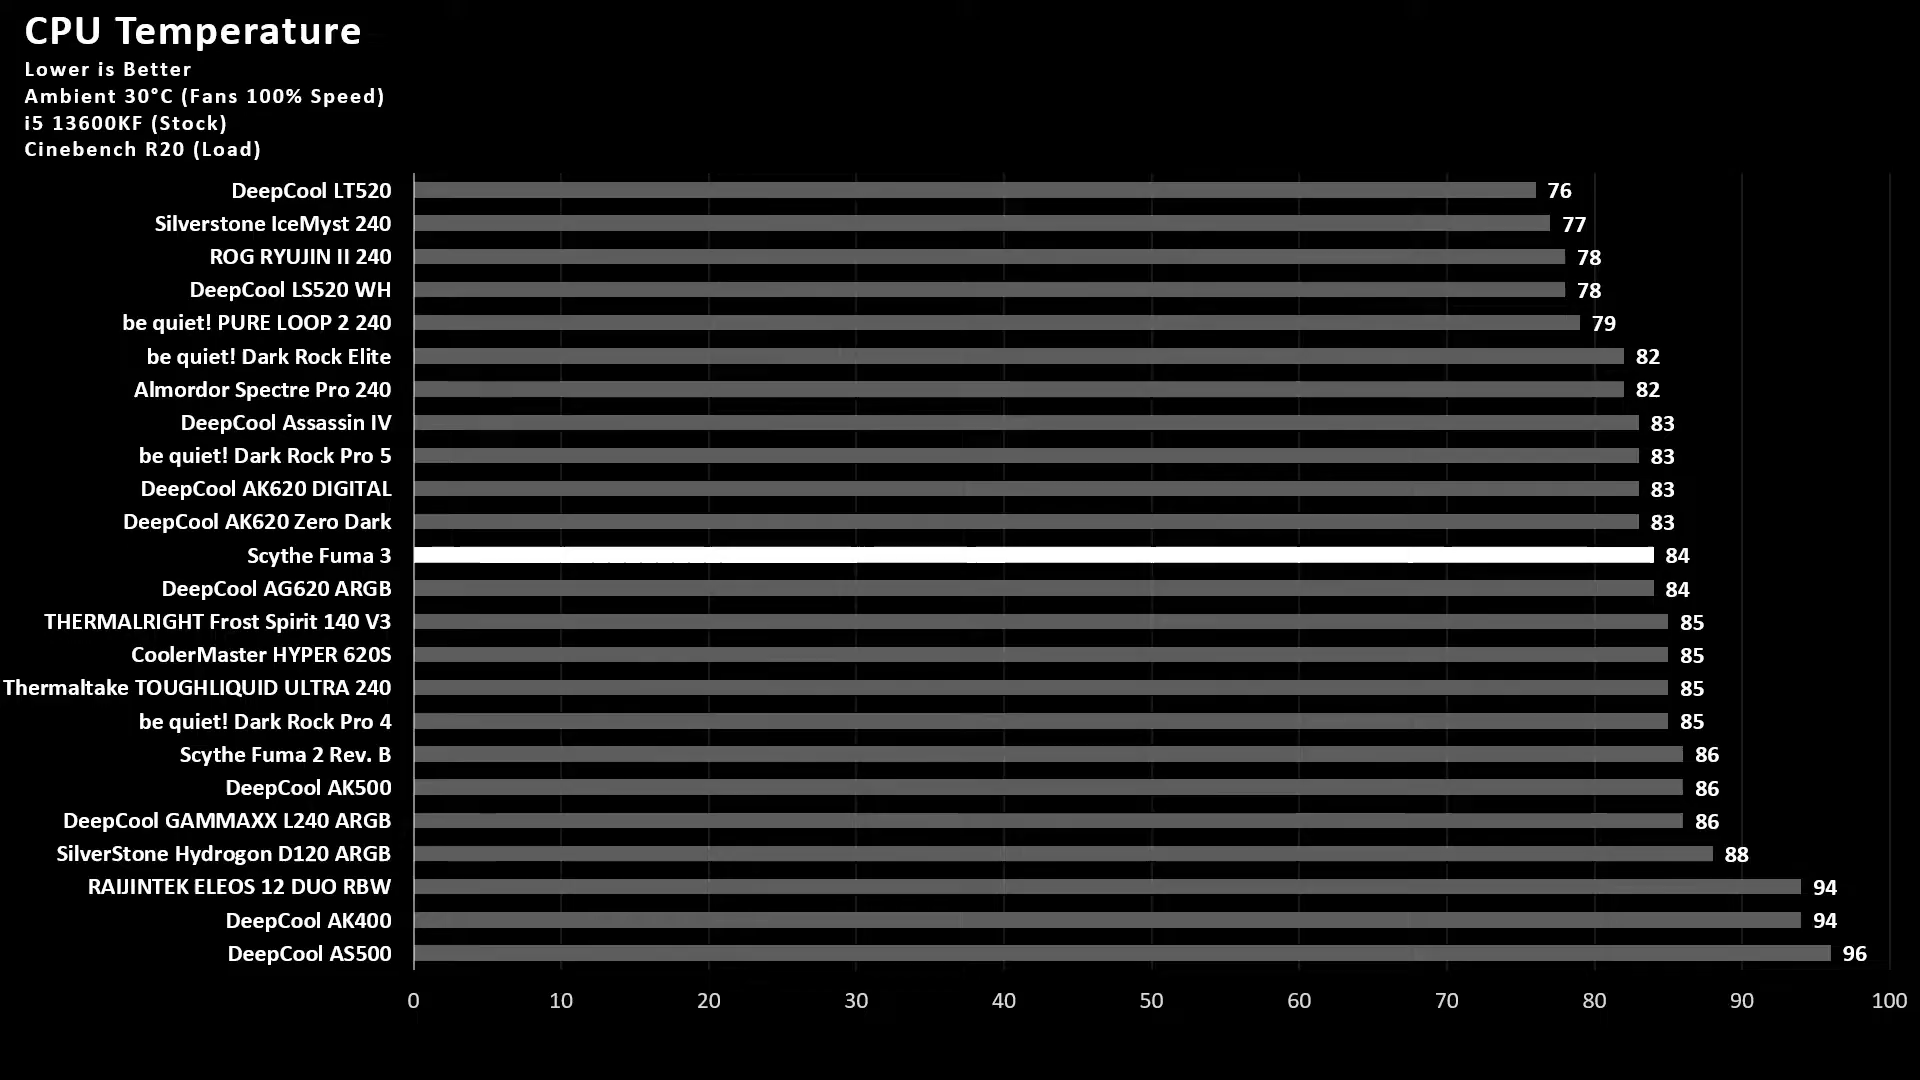 CPU Temperature
Lower is Better
Ambient 30°C (Fans 100% Speed)
i5 13600KF (Stock)
Cinebench R20 (Load)
DeepCool LT520 76
Silverstone IceMyst 240 77
ROG RYUJIN II 240 78
DeepCool LS520 WH 78
be quiet! PURE LOOP 2 240 79
be quiet! Dark Rock Elite 82
Almordor Spectre Pro 240 82
DeepCool Assassin IV 83
be quiet! Dark Rock Pro 5 83
DeepCool AK620 DIGITAL 83
DeepCool AK620 Zero Dark 83
Scythe Fuma 3 84
DeepCool AG620 ARGB 84
THERMALRIGHT Frost Spirit 140 V3 85
CoolerMaster HYPER 620S 85
Thermaltake TOUGHLIQUID ULTRA 240 85
be quiet! Dark Rock Pro 4 85
Scythe Fuma 2 Rev. B 86
DeepCool AK500 86
DeepCool GAMMAXX L240 ARGB 86
SilverStone Hydrogon D120 ARGB 88
RAIJINTEK ELEOS 12 DUO RBW 94
DeepCool AK400 94
DeepCool AS500 96
0 10 20 30 40 50 60 70 80 90 100